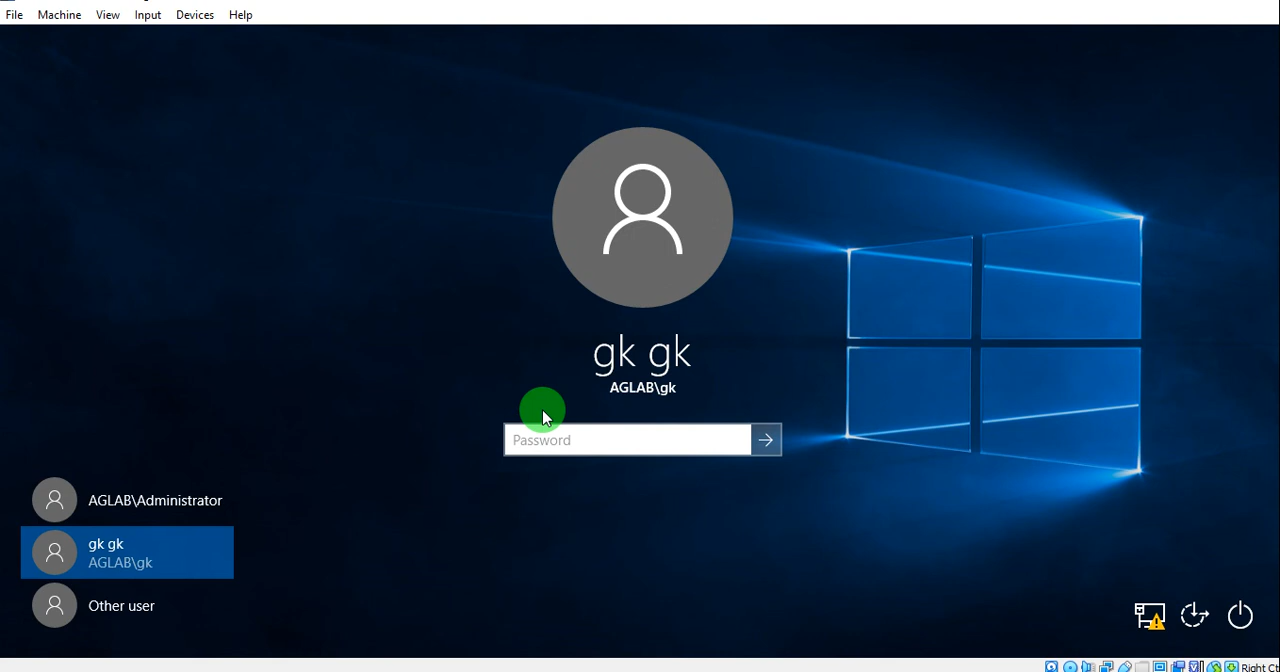 File Machine View Input Devices Help
gk gk
AGLAB\gk
Password
AGLAB\Administrator
gk gk
AGLAB\gk
Other user
Right Ct